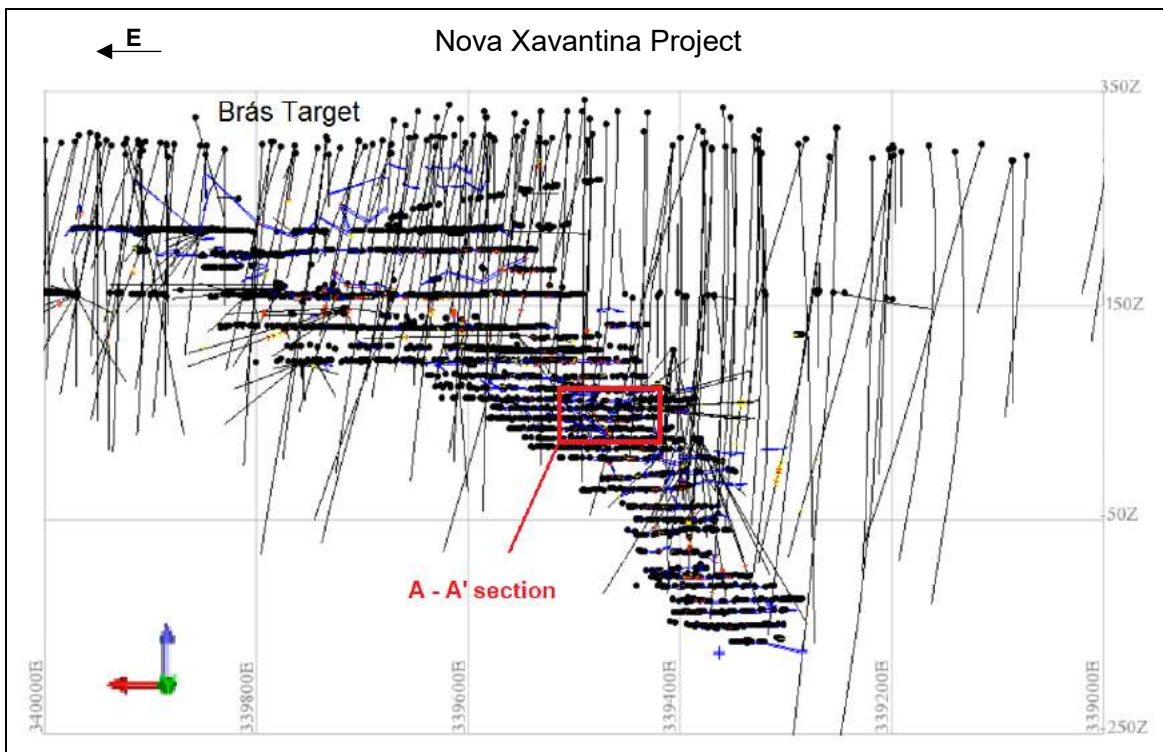 E
Nova Xavantina Project
350Z
Brás Target
150Z
A - A' section
-50Z
340000E
339800E
339600E
339400E
339200E
339000E
-250Z